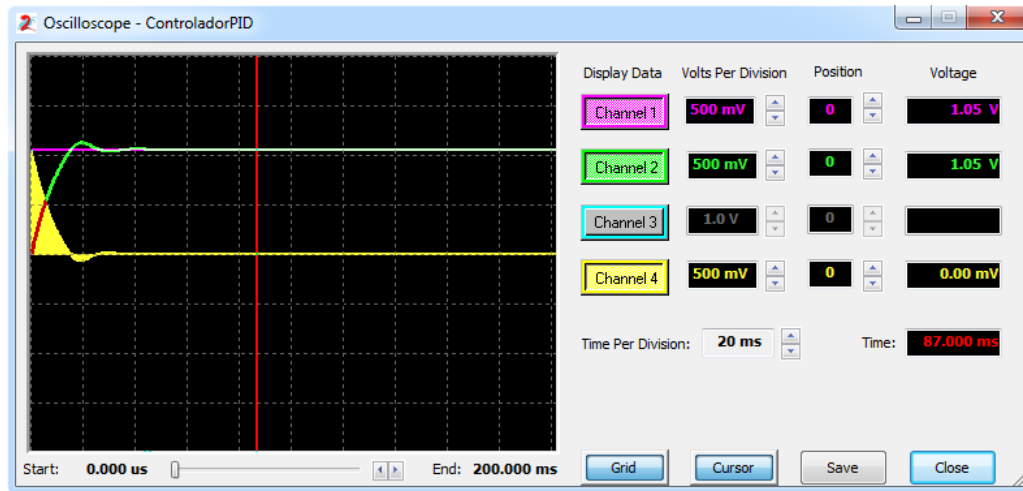 Oscilloscope - ControladorPID
Display Data Volts Per Division Position Voltage
Channel 1 500 mV 0 1.05 V
Channel 2 500 mV 0 1.05 V
Channel 3 1.0 V 0
Channel 4 500 mV 0 0.00 mV
Time Per Division: 20 ms Time: 87.000 ms
Start: 0.000 us End: 200.000 ms Grid Cursor Save Close